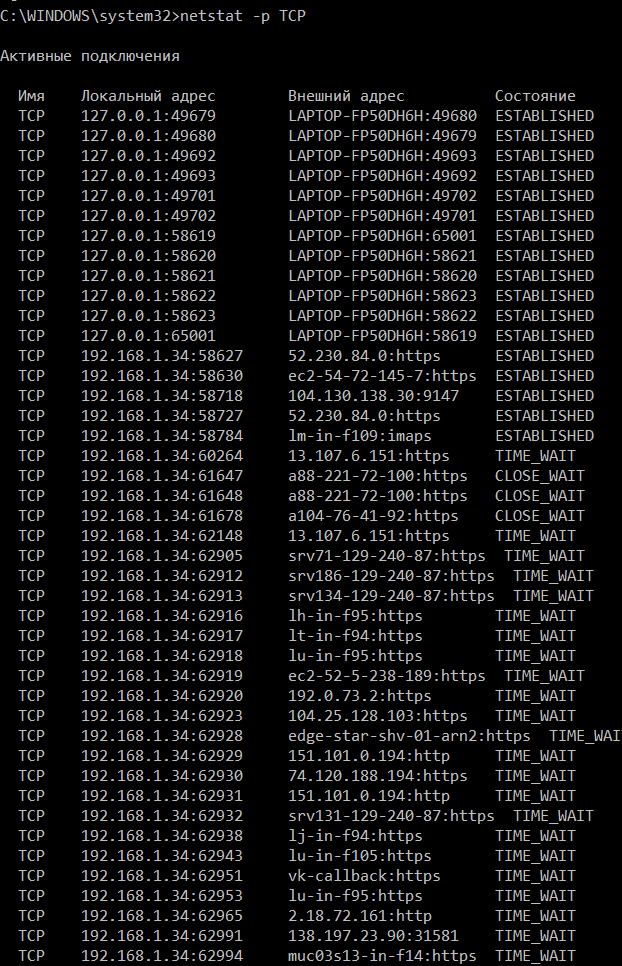 C:\WINDOWS\system32>netstat -p TCP
Активные подключения
Имя Локальный адрес Внешний адрес Состояние
TCP 127.0.0.1:49679 LAPTOP-FP50DH6H:49680 ESTABLISHED
TCP 127.0.0.1:49680 LAPTOP-FP50DH6H:49679 ESTABLISHED
TCP 127.0.0.1:49692 LAPTOP-FP50DH6H:49693 ESTABLISHED
TCP 127.0.0.1:49693 LAPTOP-FP50DH6H:49692 ESTABLISHED
TCP 127.0.0.1:49701 LAPTOP-FP50DH6H:49702 ESTABLISHED
TCP 127.0.0.1:49702 LAPTOP-FP50DH6H:49701 ESTABLISHED
TCP 127.0.0.1:58619 LAPTOP-FP50DH6H:65001 ESTABLISHED
TCP 127.0.0.1:58620 LAPTOP-FP50DH6H:58621 ESTABLISHED
TCP 127.0.0.1:58621 LAPTOP-FP50DH6H:58620 ESTABLISHED
TCP 127.0.0.1:58622 LAPTOP-FP50DH6H:58623 ESTABLISHED
TCP 127.0.0.1:58623 LAPTOP-FP50DH6H:58622 ESTABLISHED
TCP 127.0.0.1:65001 LAPTOP-FP50DH6H:58619 ESTABLISHED
TCP 192.168.1.34:58627 52.230.84.0:https ESTABLISHED
TCP 192.168.1.34:58630 ec2-54-72-145-7:https ESTABLISHED
TCP 192.168.1.34:58718 104.130.138.30:9147 ESTABLISHED
TCP 192.168.1.34:58727 52.230.84.0:https ESTABLISHED
TCP 192.168.1.34:58784 lm-in-f109:imaps ESTABLISHED
TCP 192.168.1.34:60264 13.107.6.151:https TIME_WAIT
TCP 192.168.1.34:61647 a88-221-72-100:https CLOSE_WAIT
TCP 192.168.1.34:61648 a88-221-72-100:https CLOSE_WAIT
TCP 192.168.1.34:61678 a104-76-41-92:https CLOSE_WAIT
TCP 192.168.1.34:62148 13.107.6.151:https TIME_WAIT
TCP 192.168.1.34:62905 srv71-129-240-87:https TIME_WAIT
TCP 192.168.1.34:62912 srv186-129-240-87:https TIME_WAIT
TCP 192.168.1.34:62913 srv134-129-240-87:https TIME_WAIT
TCP 192.168.1.34:62916 lh-in-f95:https TIME_WAIT
TCP 192.168.1.34:62917 lt-in-f94:https TIME_WAIT
TCP 192.168.1.34:62918 lu-in-f95:https TIME_WAIT
TCP 192.168.1.34:62919 ec2-52-5-238-189:https TIME_WAIT
TCP 192.168.1.34:62920 192.0.73.2:https TIME_WAIT
TCP 192.168.1.34:62923 104.25.128.103:https TIME_WAIT
TCP 192.168.1.34:62928 edge-star-shv-01-arn2:https TIME_WAI
TCP 192.168.1.34:62929 151.101.0.194:http TIME_WAIT
TCP 192.168.1.34:62930 74.120.188.194:https TIME_WAIT
TCP 192.168.1.34:62931 151.101.0.194:http TIME_WAIT
TCP 192.168.1.34:62932 srv131-129-240-87:https TIME_WAIT
TCP 192.168.1.34:62938 lj-in-f94:https TIME_WAIT
TCP 192.168.1.34:62943 lu-in-f105:https TIME_WAIT
TCP 192.168.1.34:62951 vk-callback:https TIME_WAIT
TCP 192.168.1.34:62953 lu-in-f95:https TIME_WAIT
TCP 192.168.1.34:62965 2.18.72.161:http TIME_WAIT
TCP 192.168.1.34:62991 138.197.23.90:31581 TIME_WAIT
TCP 192.168.1.34:62994 muc03s13-in-f14:https TIME_WAIT